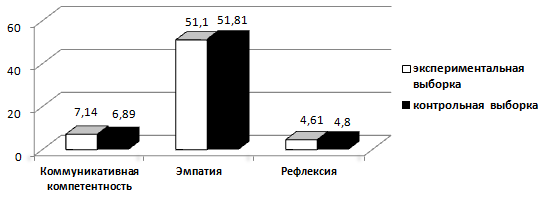 60
40
20
0
7,14
6,89
51,1
51,81
4,61
4,8
Коммуникативная
компетентность
Эмпатия
Рефлексия
экспериментальная
выборка
контрольная выборка